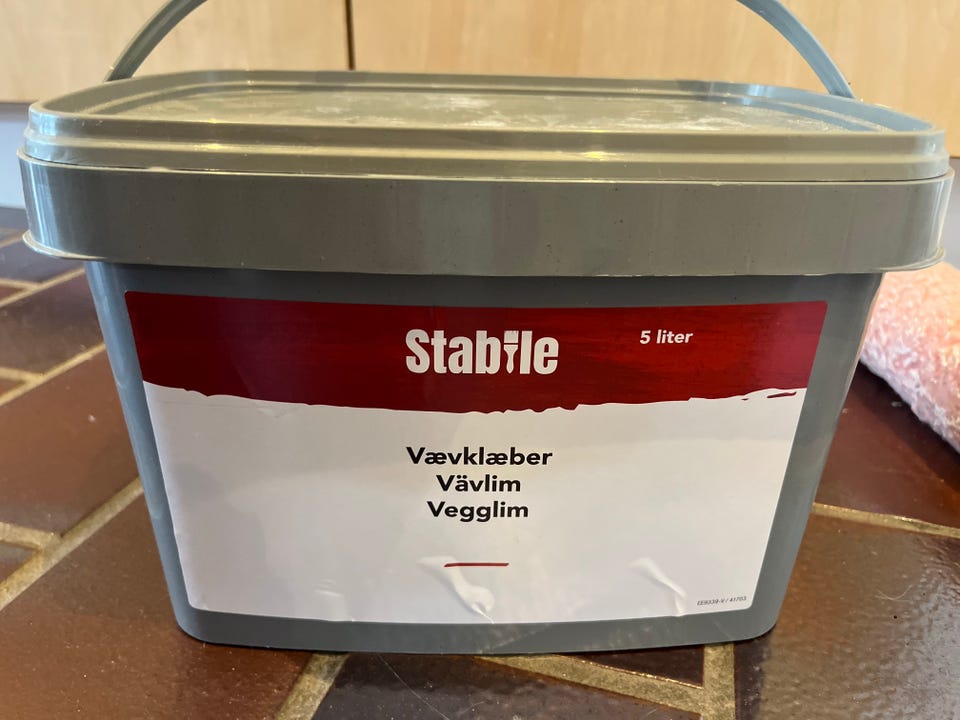 Stabile
5 liter
Vævklæber
Vävlim
Vegglim